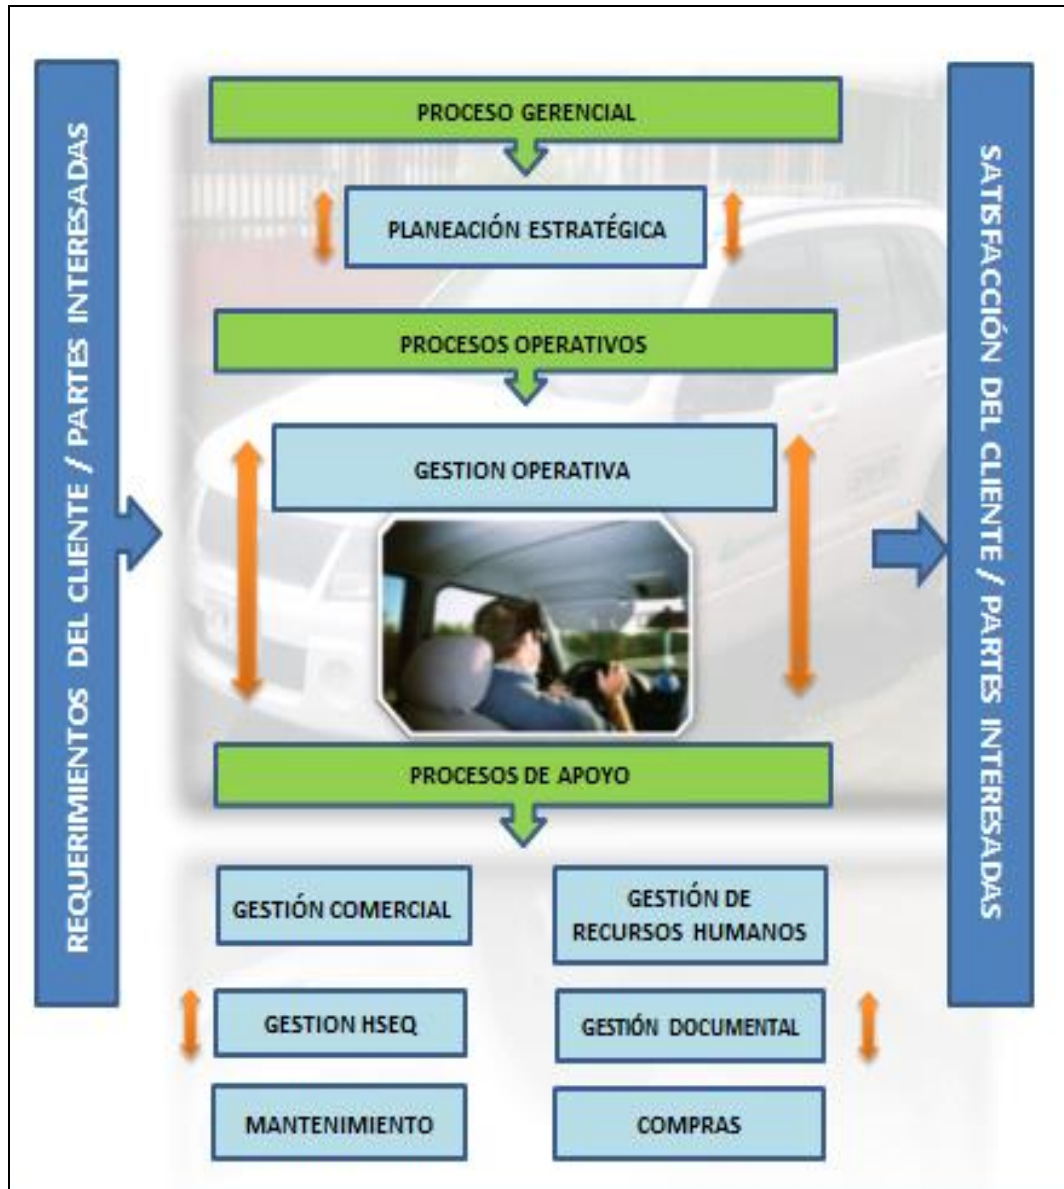 REQUERIMIENTOS DEL CLIENTE / PARTES INTERESADAS
PROCESO GERENCIAL
PLANEACIÓN ESTRATÉGICA
PROCESOS OPERATIVOS
GESTION OPERATIVA
PROCESOS DE APOYO
GESTIÓN COMERCIAL
GESTIÓN DE
RECURSOS HUMANOS
GESTION HSEQ
GESTIÓN DOCUMENTAL
MANTENIMIENTO
COMPRAS
SATISFACCIÓN DEL CLIENTE / PARTES INTERESADAS